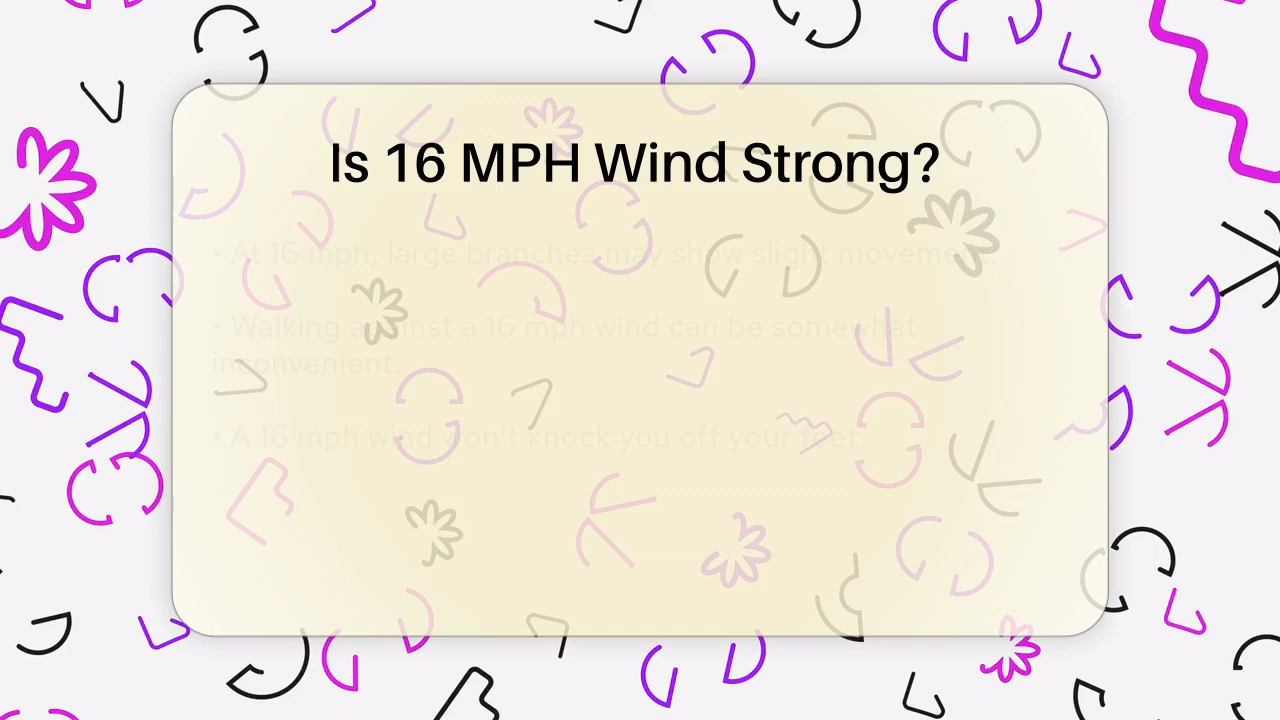 Is 16 MPH Wind Strong?
• At 16 mph, large branches may show slight movement.
• Walking against a 16 mph wind can be somewhat
inconvenient.
• A 16 mph wind won't knock you off your feet.